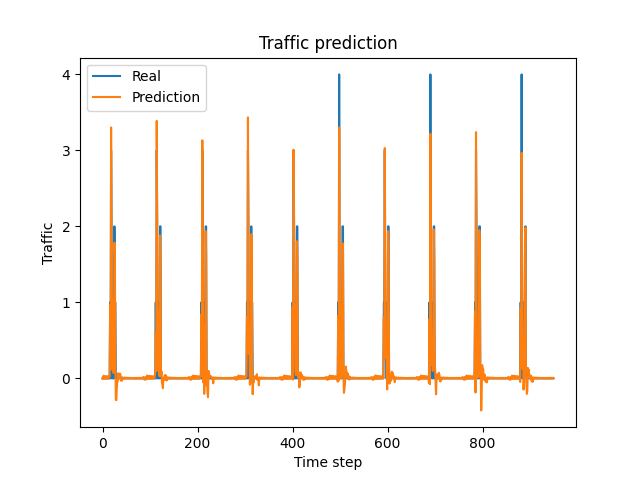 Traffic prediction
Real
Prediction
Traffic
4
3
2
1
0
0 200 400 600 800
Time step